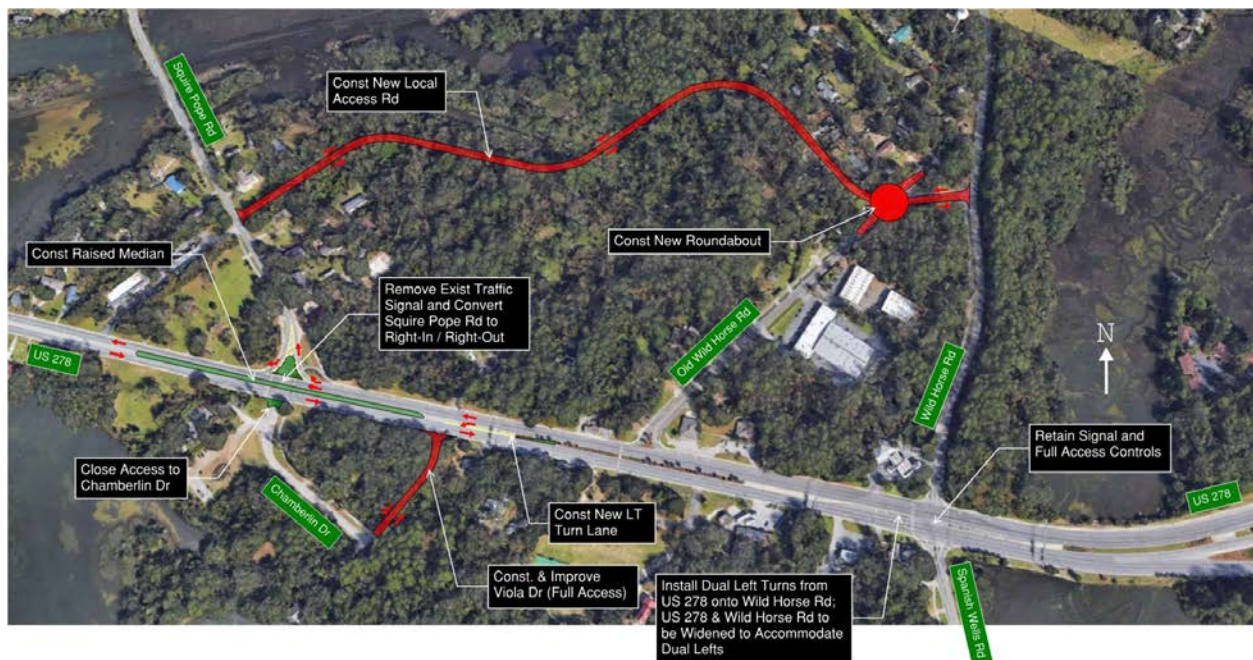 Squire Pope Rd
Const New Local
Access Rd
Const New Roundabout
Const Raised Median
Remove Exist Traffic
Signal and Convert
Squire Pope Rd to
Right-In / Right-Out
N
US 278
Old Wild Horse Rd
Wild Horse Rd
Retain Signal and
Full Access Controls
Close Access to
Chamberlin Dr
Chamberlin Dr
Const New LT
Turn Lane
US 278
Const. & Improve
Viola Dr (Full Access)
Install Dual Left Turns from
US 278 onto Wild Horse Rd;
US 278 & Wild Horse Rd to
be Widened to Accommodate
Dual Lefts
Spanish Wells Rd